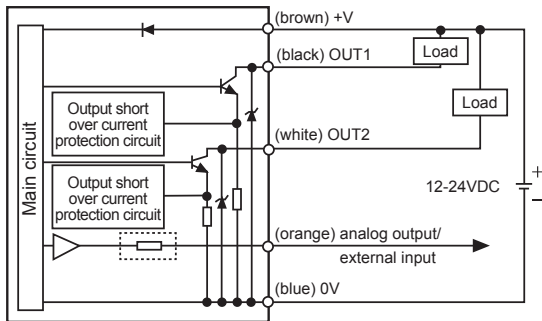 (brown) +V
(black) OUT1
Load
Main circuit
Output short
over current
protection circuit
Load
(white) OUT2
Output short
over current
protection circuit
12-24VDC
+
−
(orange) analog output/
external input
(blue) 0V